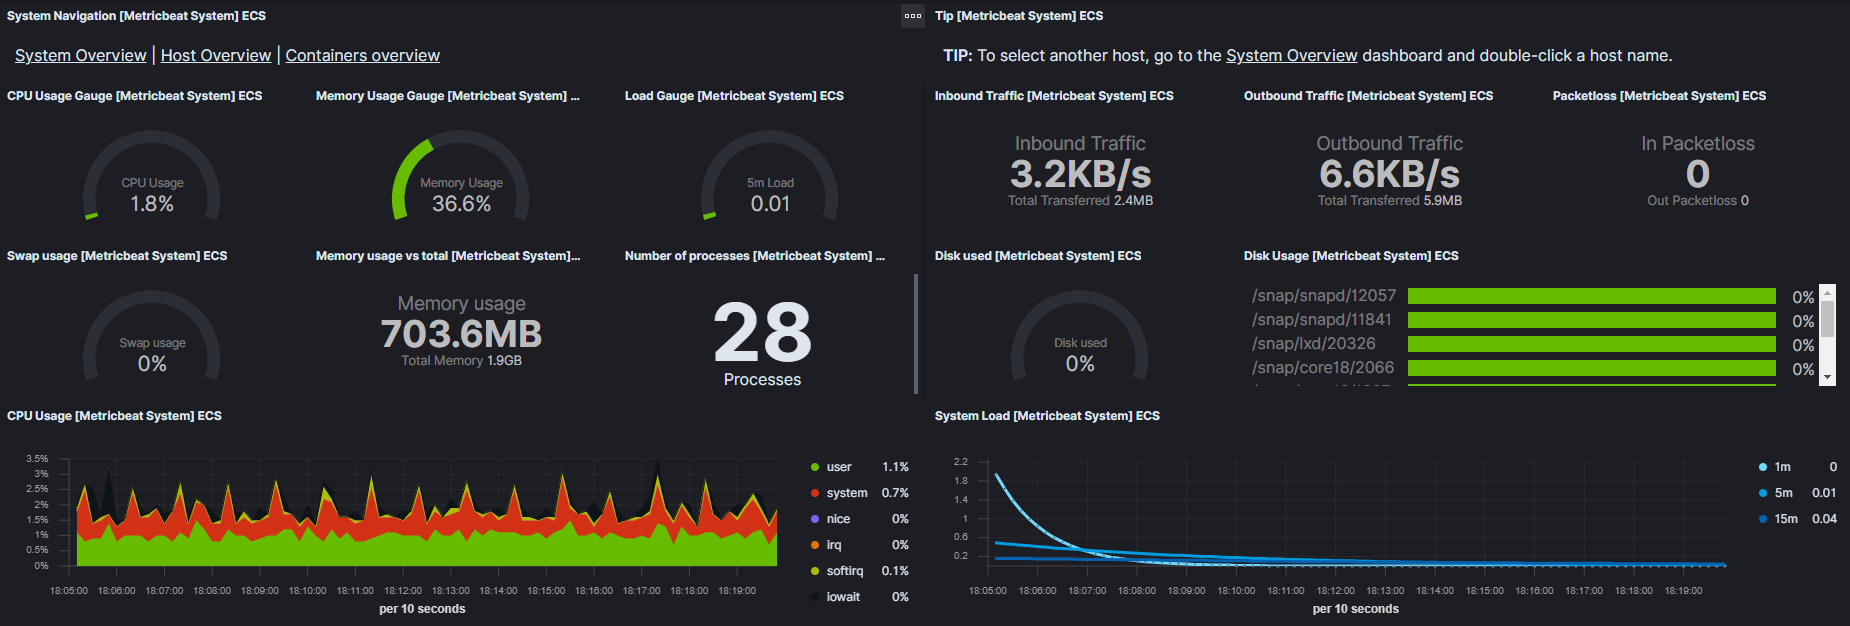 System Navigation [Metricbeat System] ECS
System Overview | Host Overview | Containers overview
Tip [Metricbeat System] ECS
TIP: To select another host, go to the System Overview dashboard and double-click a host name.
CPU Usage Gauge [Metricbeat System] ECS
CPU Usage
1.8%
Memory Usage Gauge [Metricbeat System] ...
Memory Usage
36.6%
Load Gauge [Metricbeat System] ECS
5m Load
0.01
Inbound Traffic [Metricbeat System] ECS
Inbound Traffic
3.2KB/s
Total Transferred 2.4MB
Outbound Traffic [Metricbeat System] ECS
Outbound Traffic
6.6KB/s
Total Transferred 5.9MB
Packetloss [Metricbeat System] ECS
In Packetloss
0
Out Packetloss 0
Swap usage [Metricbeat System] ECS
Swap usage
0%
Memory usage vs total [Metricbeat System]...
Memory usage
703.6MB
Total Memory 1.9GB
Number of processes [Metricbeat System] ...
28
Processes
Disk used [Metricbeat System] ECS
Disk used
0%
Disk Usage [Metricbeat System] ECS
/snap/snapd/12057 0%
/snap/snapd/11841 0%
/snap/lxd/20326 0%
/snap/core18/2066 0%
CPU Usage [Metricbeat System] ECS
3.5%
3%
2.5%
2%
1.5%
1%
0.5%
0%
18:05:00 18:06:00 18:07:00 18:08:00 18:09:00 18:10:00 18:11:00 18:12:00 18:13:00 18:14:00 18:15:00 18:16:00 18:17:00 18:18:00 18:19:00
per 10 seconds
user 1.1%
system 0.7%
nice 0%
irq 0%
softirq 0.1%
iowait 0%
System Load [Metricbeat System] ECS
2.2
1.8
1.4
1
0.6
0.2
18:05:00 18:06:00 18:07:00 18:08:00 18:09:00 18:10:00 18:11:00 18:12:00 18:13:00 18:14:00 18:15:00 18:16:00 18:17:00 18:18:00 18:19:00
per 10 seconds
1m 0
5m 0.01
15m 0.04